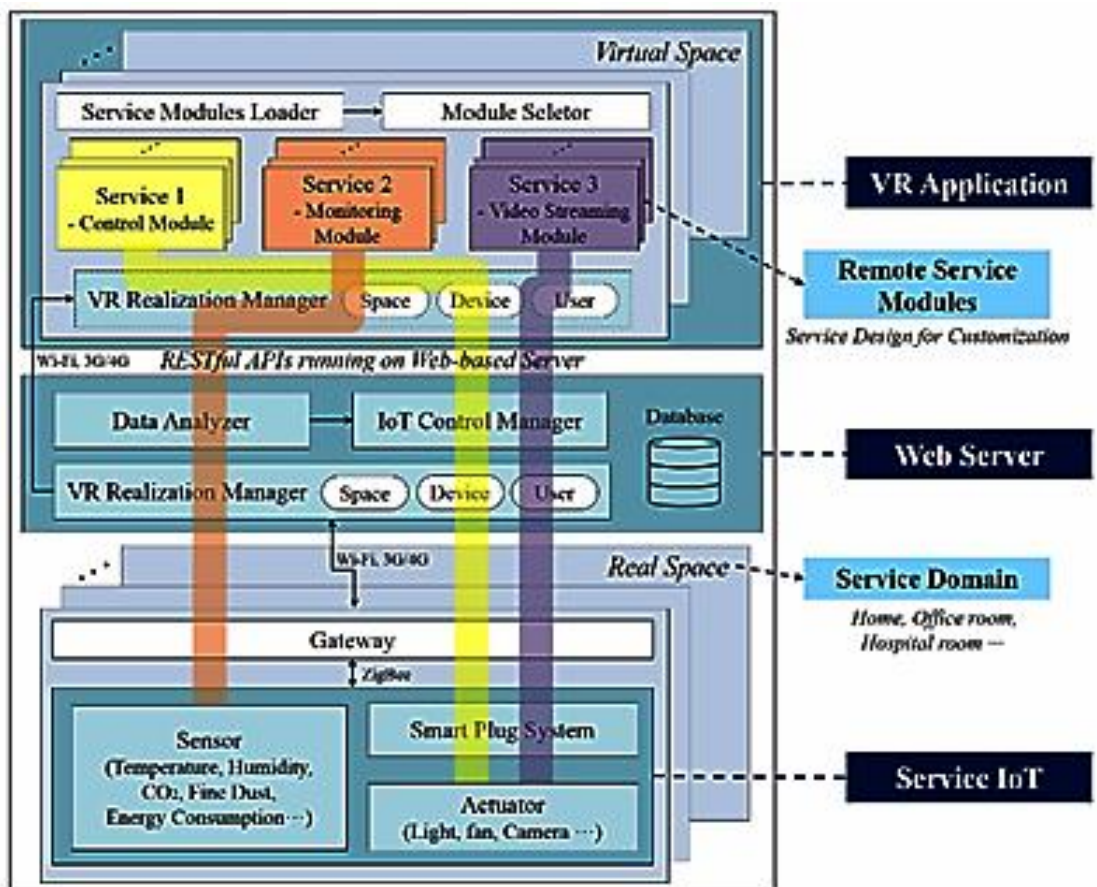 Virtual Space
Service Modules Loader
Module Seletor
Service 1
- Control Module
Service 2
- Monitoring
Module
Service 3
- Video Streaming
Module
VR Realization Manager
Space
Device
User
Wi-Fi, 3G/4G
RESTful APIs running on Web-based Server
Data Analyzer
IoT Control Manager
Database
VR Realization Manager
Space
Device
User
Wi-Fi, 3G/4G
Real Space
Gateway
ZigBee
Sensor
(Temperature, Humidity,
CO₂, Fine Dust,
Energy Consumption···)
Smart Plug System
Actuator
(Light, fan, Camera ···)
VR Application
Remote Service
Modules
Service Design for Customization
Web Server
Service Domain
Home, Office room,
Hospital room ···
Service IoT